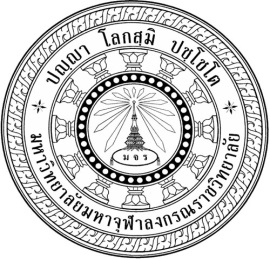 ปญฺญา โลกสฺมิ ปชฺโชโต
มจร
มหาวิทยาลัยมหาจุฬาลงกรณราชวิทยาลัย